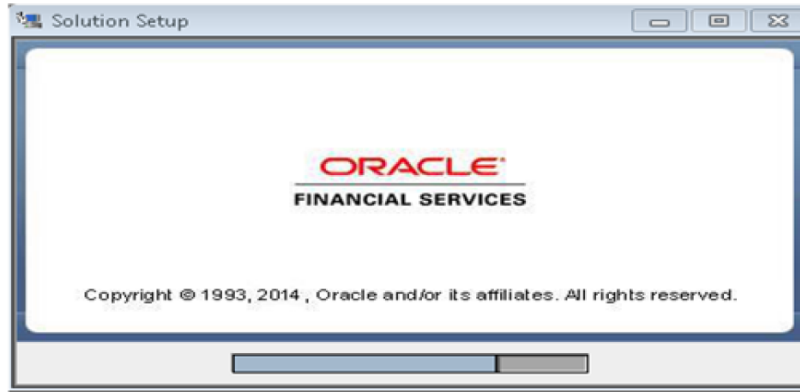 Solution Setup
ORACLE
FINANCIAL SERVICES
Copyright © 1993, 2014 , Oracle and/or its affiliates. All rights reserved.